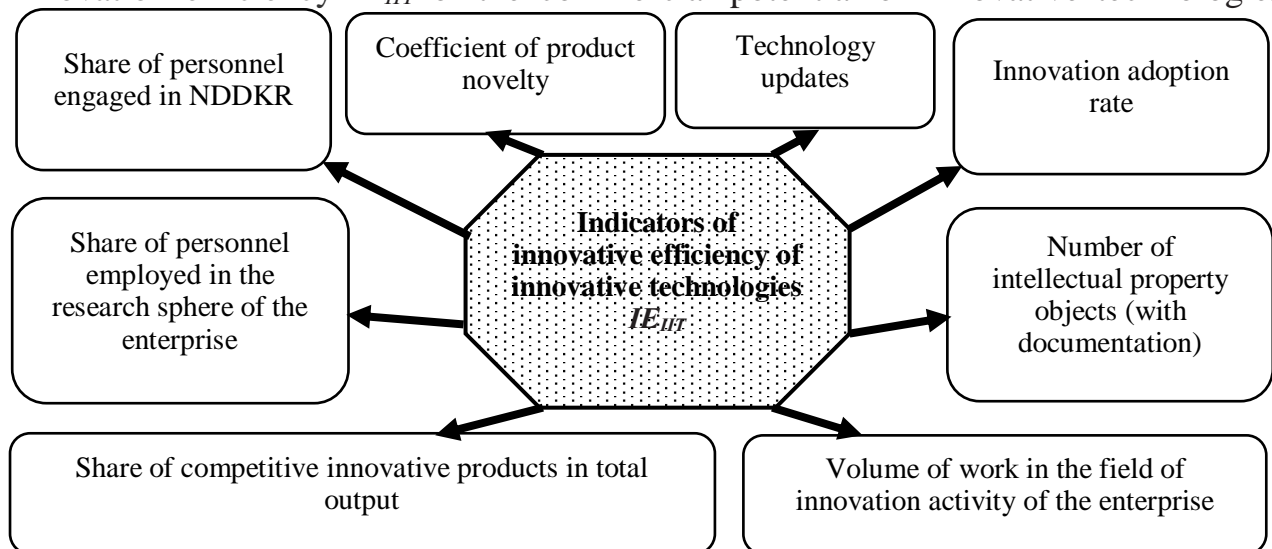 IE_IIT
Share of personnel
engaged in NDDKR
Coefficient of product
novelty
Technology
updates
Innovation adoption
rate
Indicators of
innovative efficiency of
innovative technologies
IE_IIT
Share of personnel
employed in the
research sphere of the
enterprise
Number of
intellectual property
objects (with
documentation)
Share of competitive innovative products in total
output
Volume of work in the field of
innovation activity of the enterprise